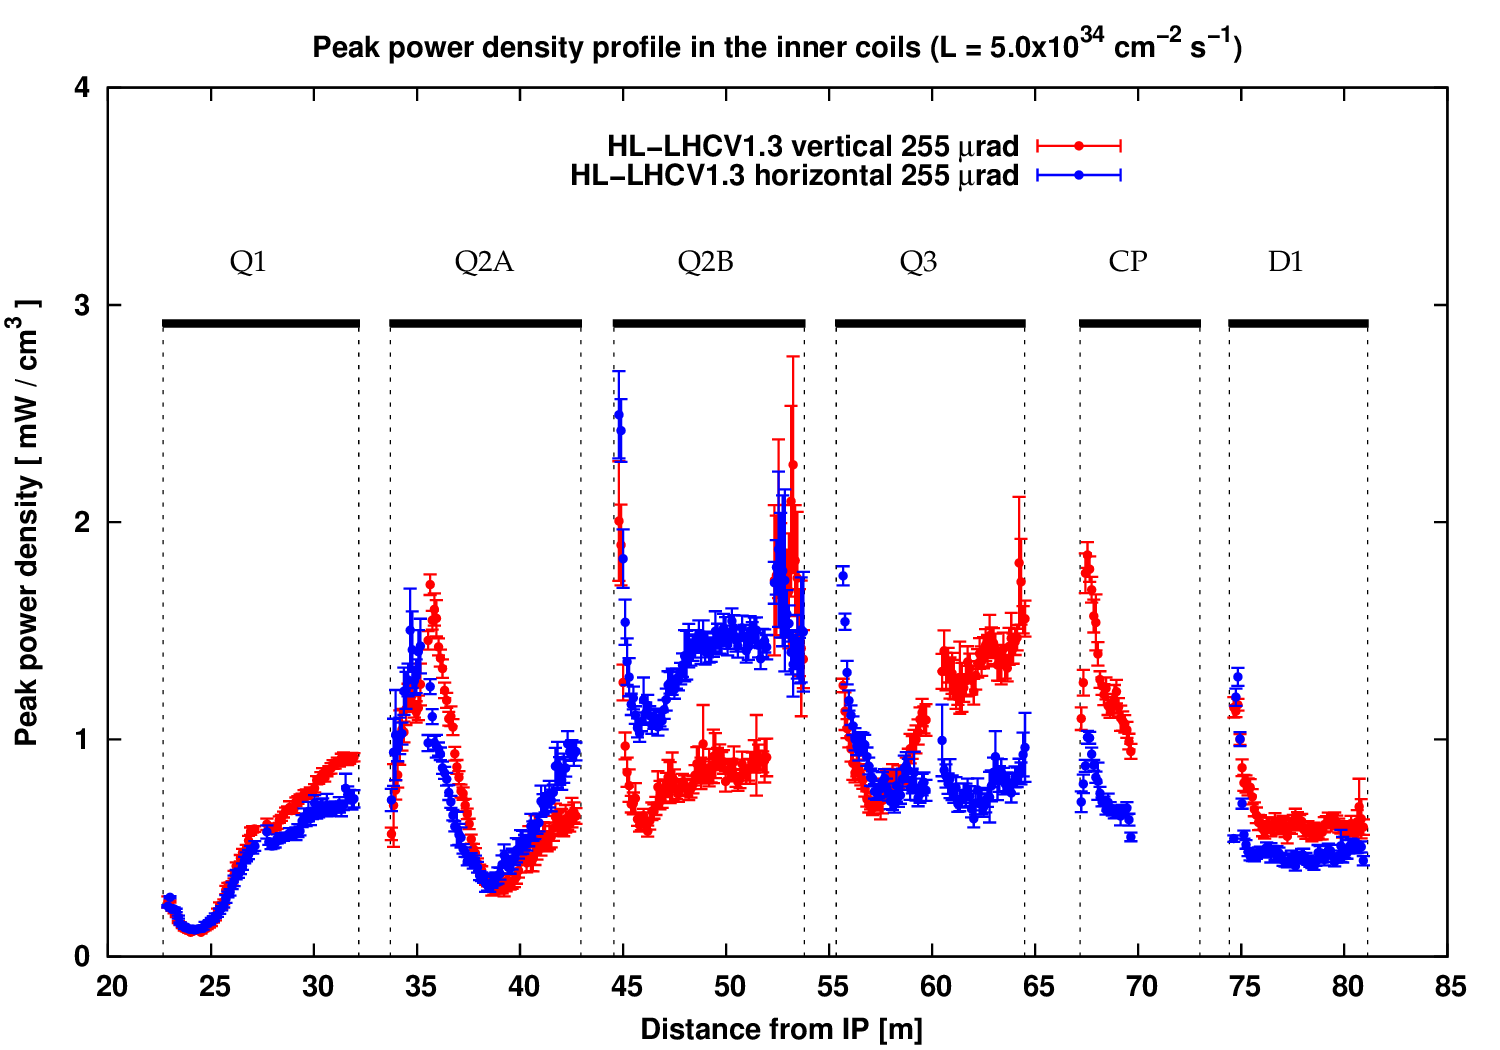 Peak power density profile in the inner coils (L = 5.0x10^34 cm^−2 s^−1)
4
HL−LHCV1.3 vertical 255 μrad
HL−LHCV1.3 horizontal 255 μrad
Q1 Q2A Q2B Q3 CP D1
3
2
1
0
Peak power density [ mW / cm^3 ]
20 25 30 35 40 45 50 55 60 65 70 75 80 85
Distance from IP [m]